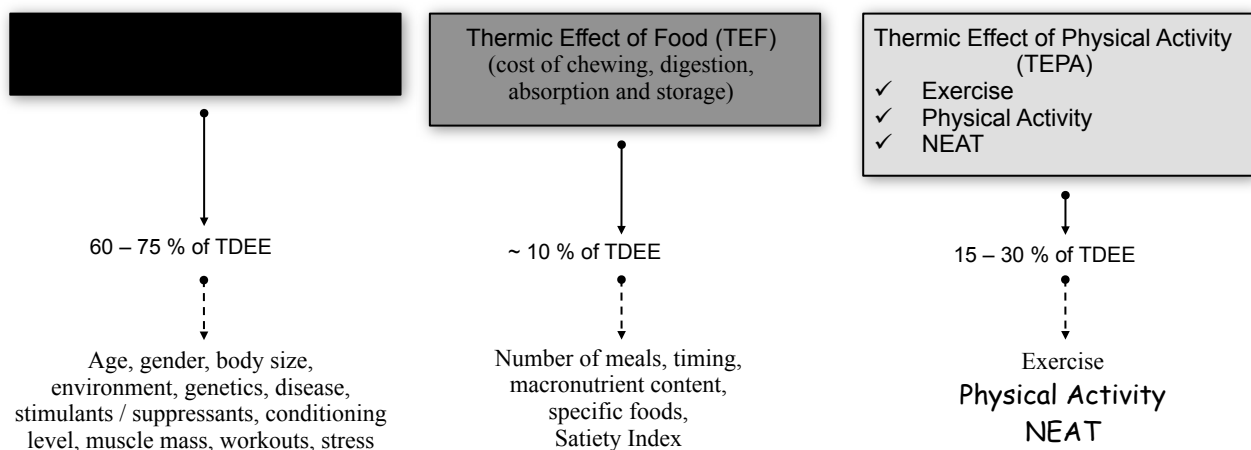 Thermic Effect of Food (TEF)
(cost of chewing, digestion,
absorption and storage)
Thermic Effect of Physical Activity
(TEPA)
✓ Exercise
✓ Physical Activity
✓ NEAT
60 – 75 % of TDEE
~ 10 % of TDEE
15 – 30 % of TDEE
Age, gender, body size,
environment, genetics, disease,
stimulants / suppressants, conditioning
level, muscle mass, workouts, stress
Number of meals, timing,
macronutrient content,
specific foods,
Satiety Index
Exercise
Physical Activity
NEAT